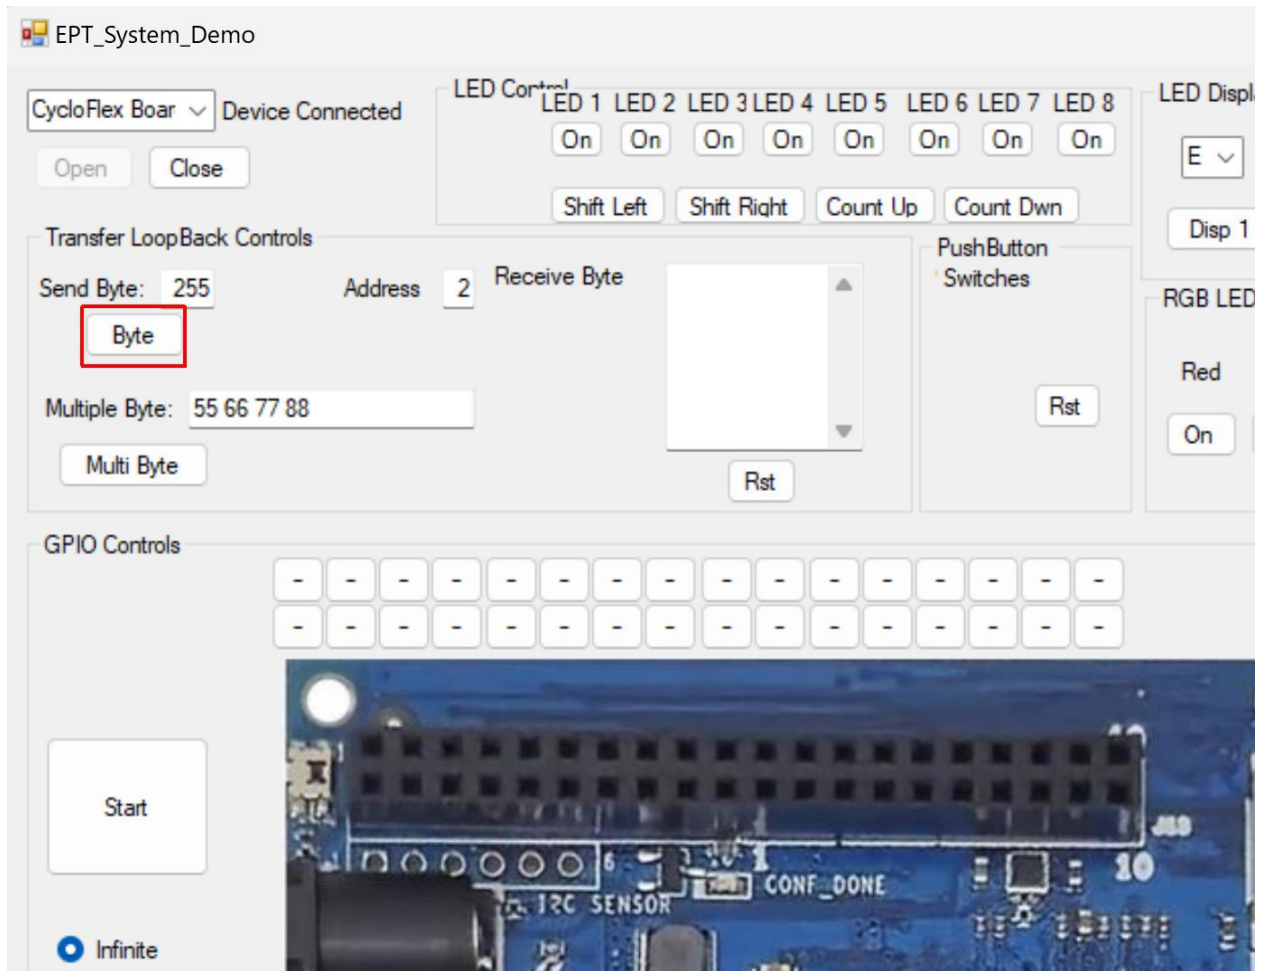 EPT_System_Demo
CycloFlex Boar
Device Connected
Open
Close
LED Control
LED 1 LED 2 LED 3 LED 4 LED 5 LED 6 LED 7 LED 8
On On On On On On On On
Shift Left Shift Right Count Up Count Dwn
LED Displ
E
Disp 1
Transfer LoopBack Controls
Send Byte: 255
Address 2
Receive Byte
Byte
Multiple Byte: 55 66 77 88
Multi Byte
Rst
PushButton
Switches
Rst
RGB LED
Red
On
GPIO Controls
- - - - - - - - - - - - - - - -
- - - - - - - - - - - - - - - -
Start
Infinite
6
1
10
CONF_DONE
I2C SENSOR